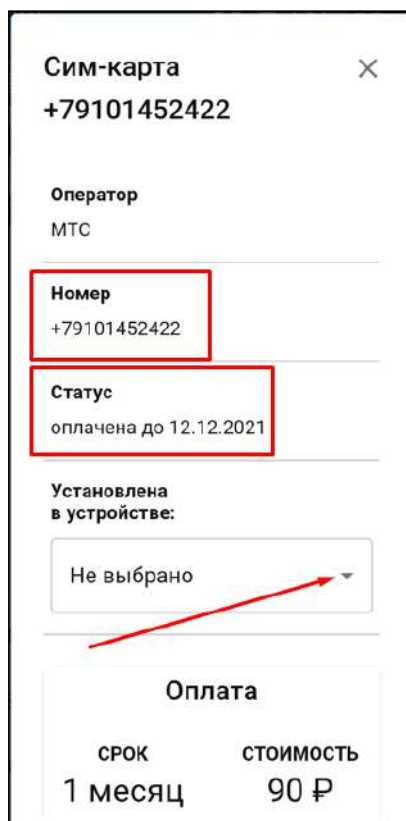 Сим-карта
+79101452422
Оператор
МТС
Номер
+79101452422
Статус
оплачена до 12.12.2021
Установлена
в устройстве:
Не выбрано
Оплата
СРОК СТОИМОСТЬ
1 месяц 90 ₽